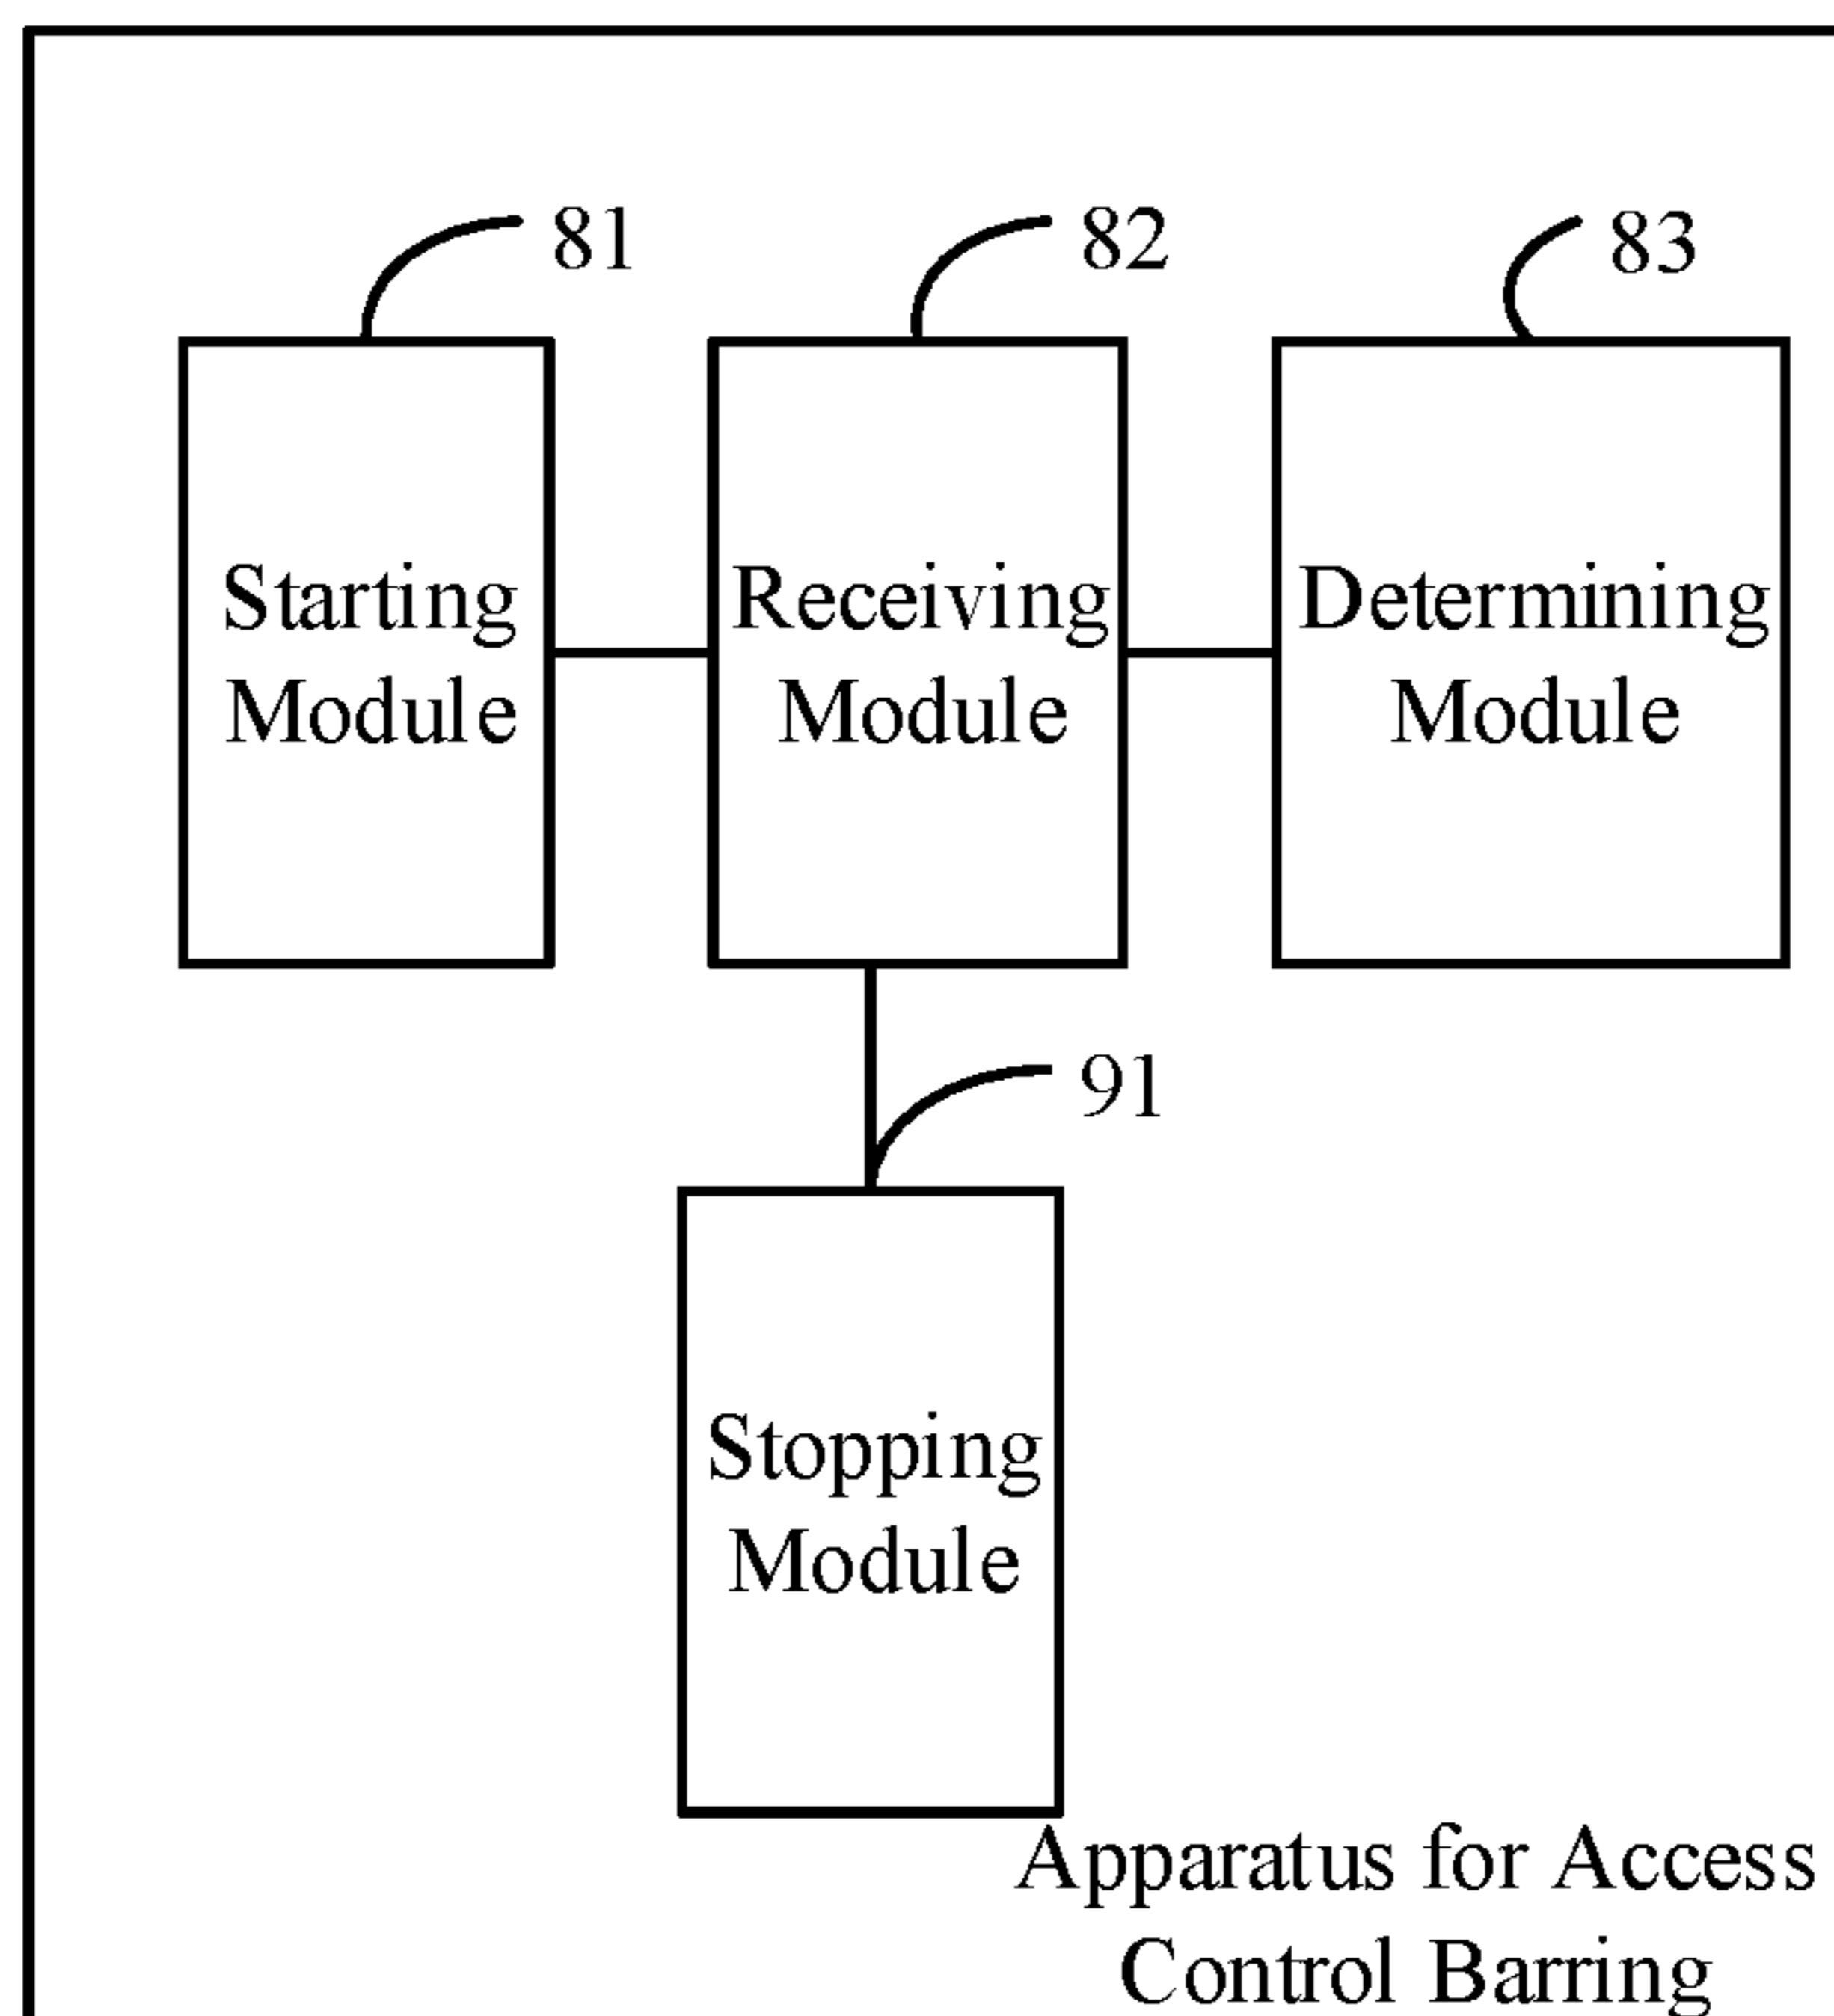 81
82
83
Starting
Module
Receiving
Module
Determining
Module
91
Stopping
Module
Apparatus for Access
Control Barring